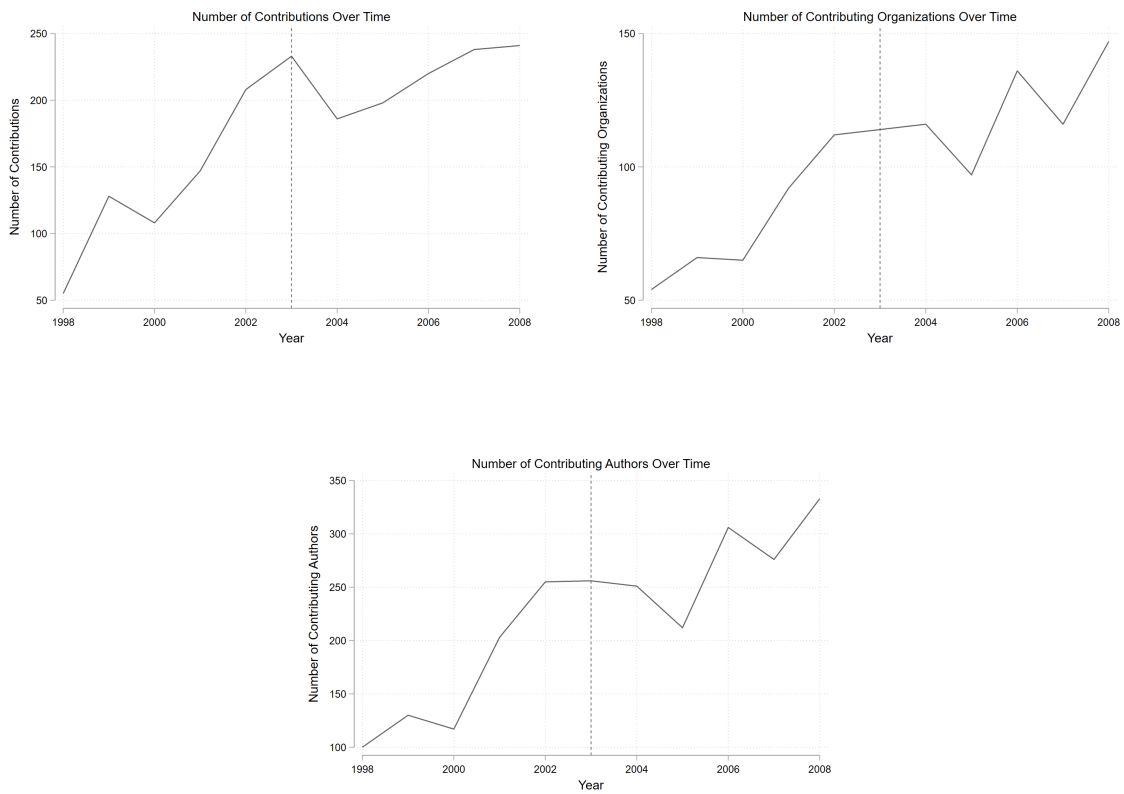 Number of Contributions Over Time
Number of Contributions
250
200
150
100
50
1998 2000 2002 2004 2006 2008
Year
Number of Contributing Organizations Over Time
Number of Contributing Organizations
150
100
50
1998 2000 2002 2004 2006 2008
Year
Number of Contributing Authors Over Time
Number of Contributing Authors
350
300
250
200
150
100
1998 2000 2002 2004 2006 2008
Year